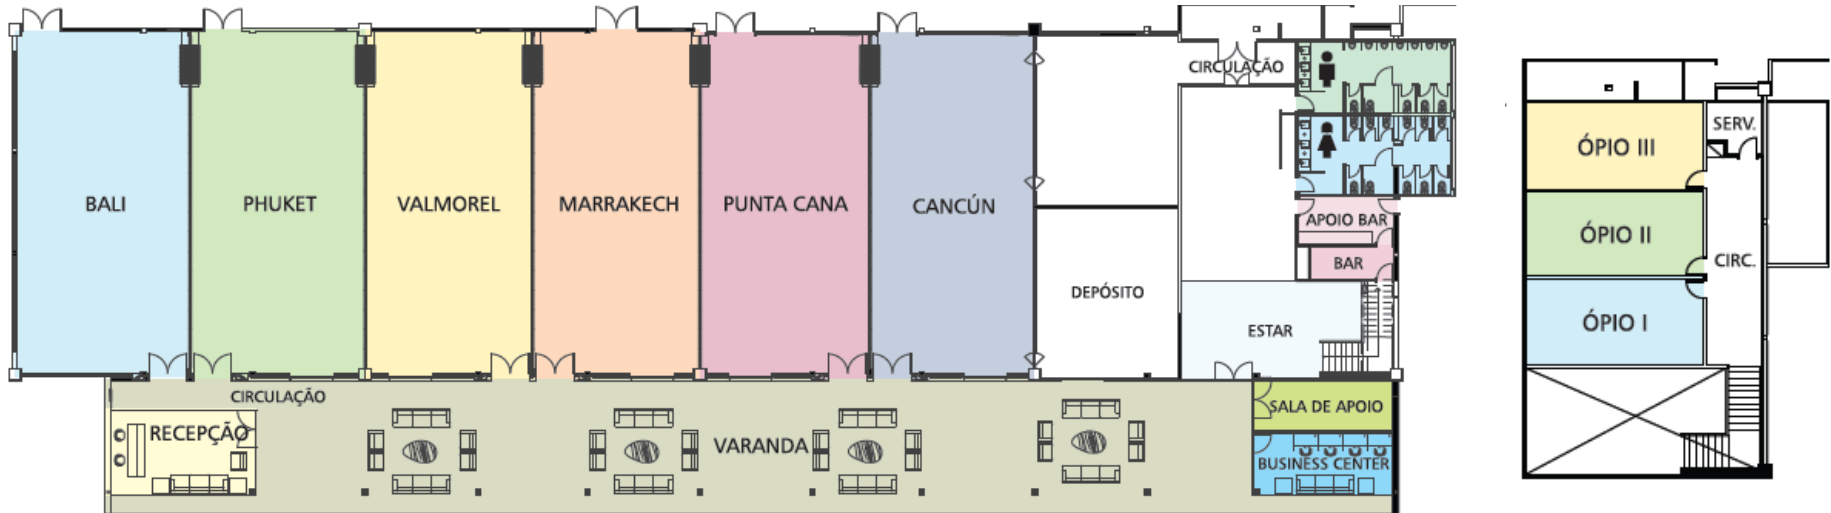 CIRCULAÇÃO
BALI
PHUKET
VALMOREL
MARRAKECH
PUNTA CANA
CANCÚN
APOIO BAR
BAR
DEPÓSITO
ESTAR
CIRCULAÇÃO
RECEPÇÃO
VARANDA
SALA DE APOIO
BUSINESS CENTER
SERV.
ÓPIO III
ÓPIO II
CIRC.
ÓPIO I